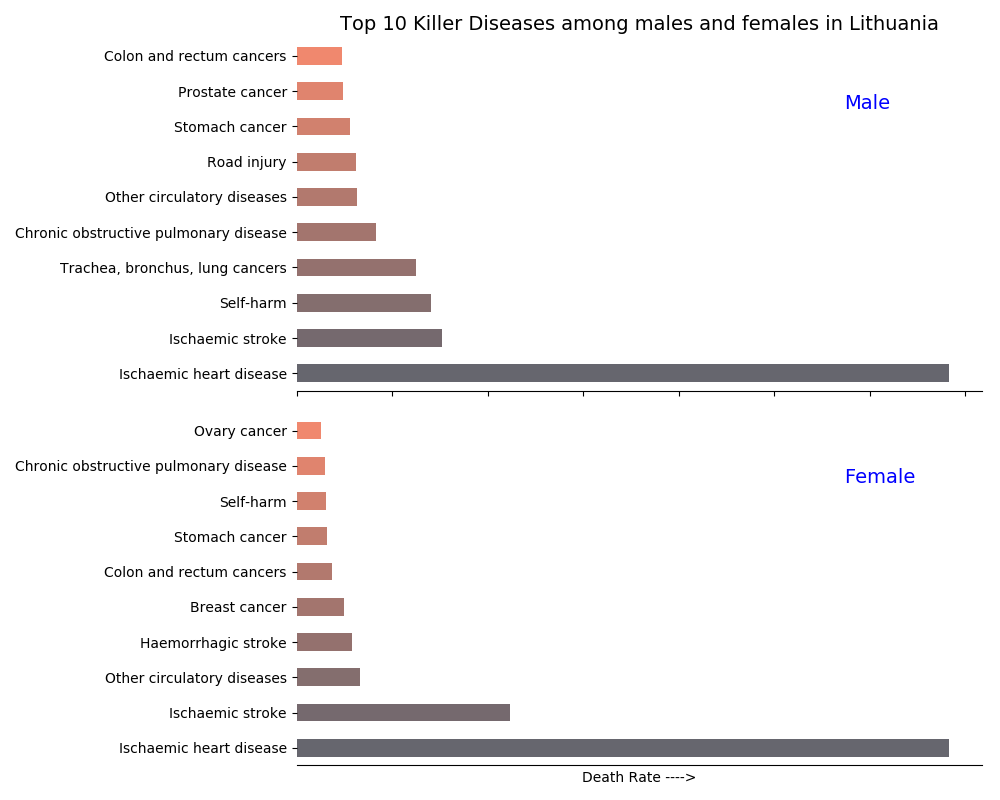 Top 10 Killer Diseases among males and females in Lithuania
Colon and rectum cancers
Prostate cancer
Male
Stomach cancer
Road injury
Other circulatory diseases
Chronic obstructive pulmonary disease
Trachea, bronchus, lung cancers
Self-harm
Ischaemic stroke
Ischaemic heart disease
Ovary cancer
Chronic obstructive pulmonary disease
Female
Self-harm
Stomach cancer
Colon and rectum cancers
Breast cancer
Haemorrhagic stroke
Other circulatory diseases
Ischaemic stroke
Ischaemic heart disease
Death Rate ---->